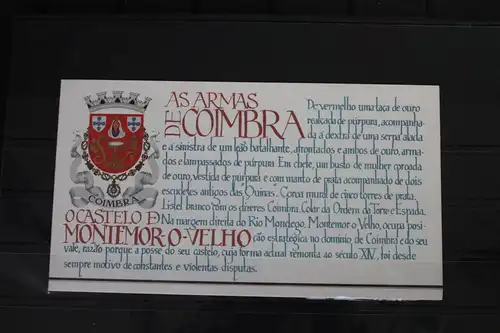 AS ARMAS
DE COIMBRA
De vermelho uma taça de ouro
realçada de púrpura, acompanha-
da à dextra de uma serpe alada
e a sinistra de um leão batalhante, afrontados e ambos de ouro, arma-
dos e lampassados de púrpura. Em chefe, um busto de mulher coroada
de ouro, vestida de púrpura e com manto de prata acompanhado de dois
escudetes antigos das "Quinas". Coroa mural de cinco torres de prata.
Listel branco com os dizeres Coimbra. Colar da Ordem da Torre e Espada.
COIMBRA
O CASTELO DE
MONTEMOR-O-VELHO
Na margem direita do Rio Mondego, Montemor o Velho, ocupa posi-
ção estratégica no domínio de Coimbra e do seu
vale, razão porque a posse do seu castelo, cuja forma actual remonta ao século XIV, foi desde
sempre motivo de constantes e violentas disputas.